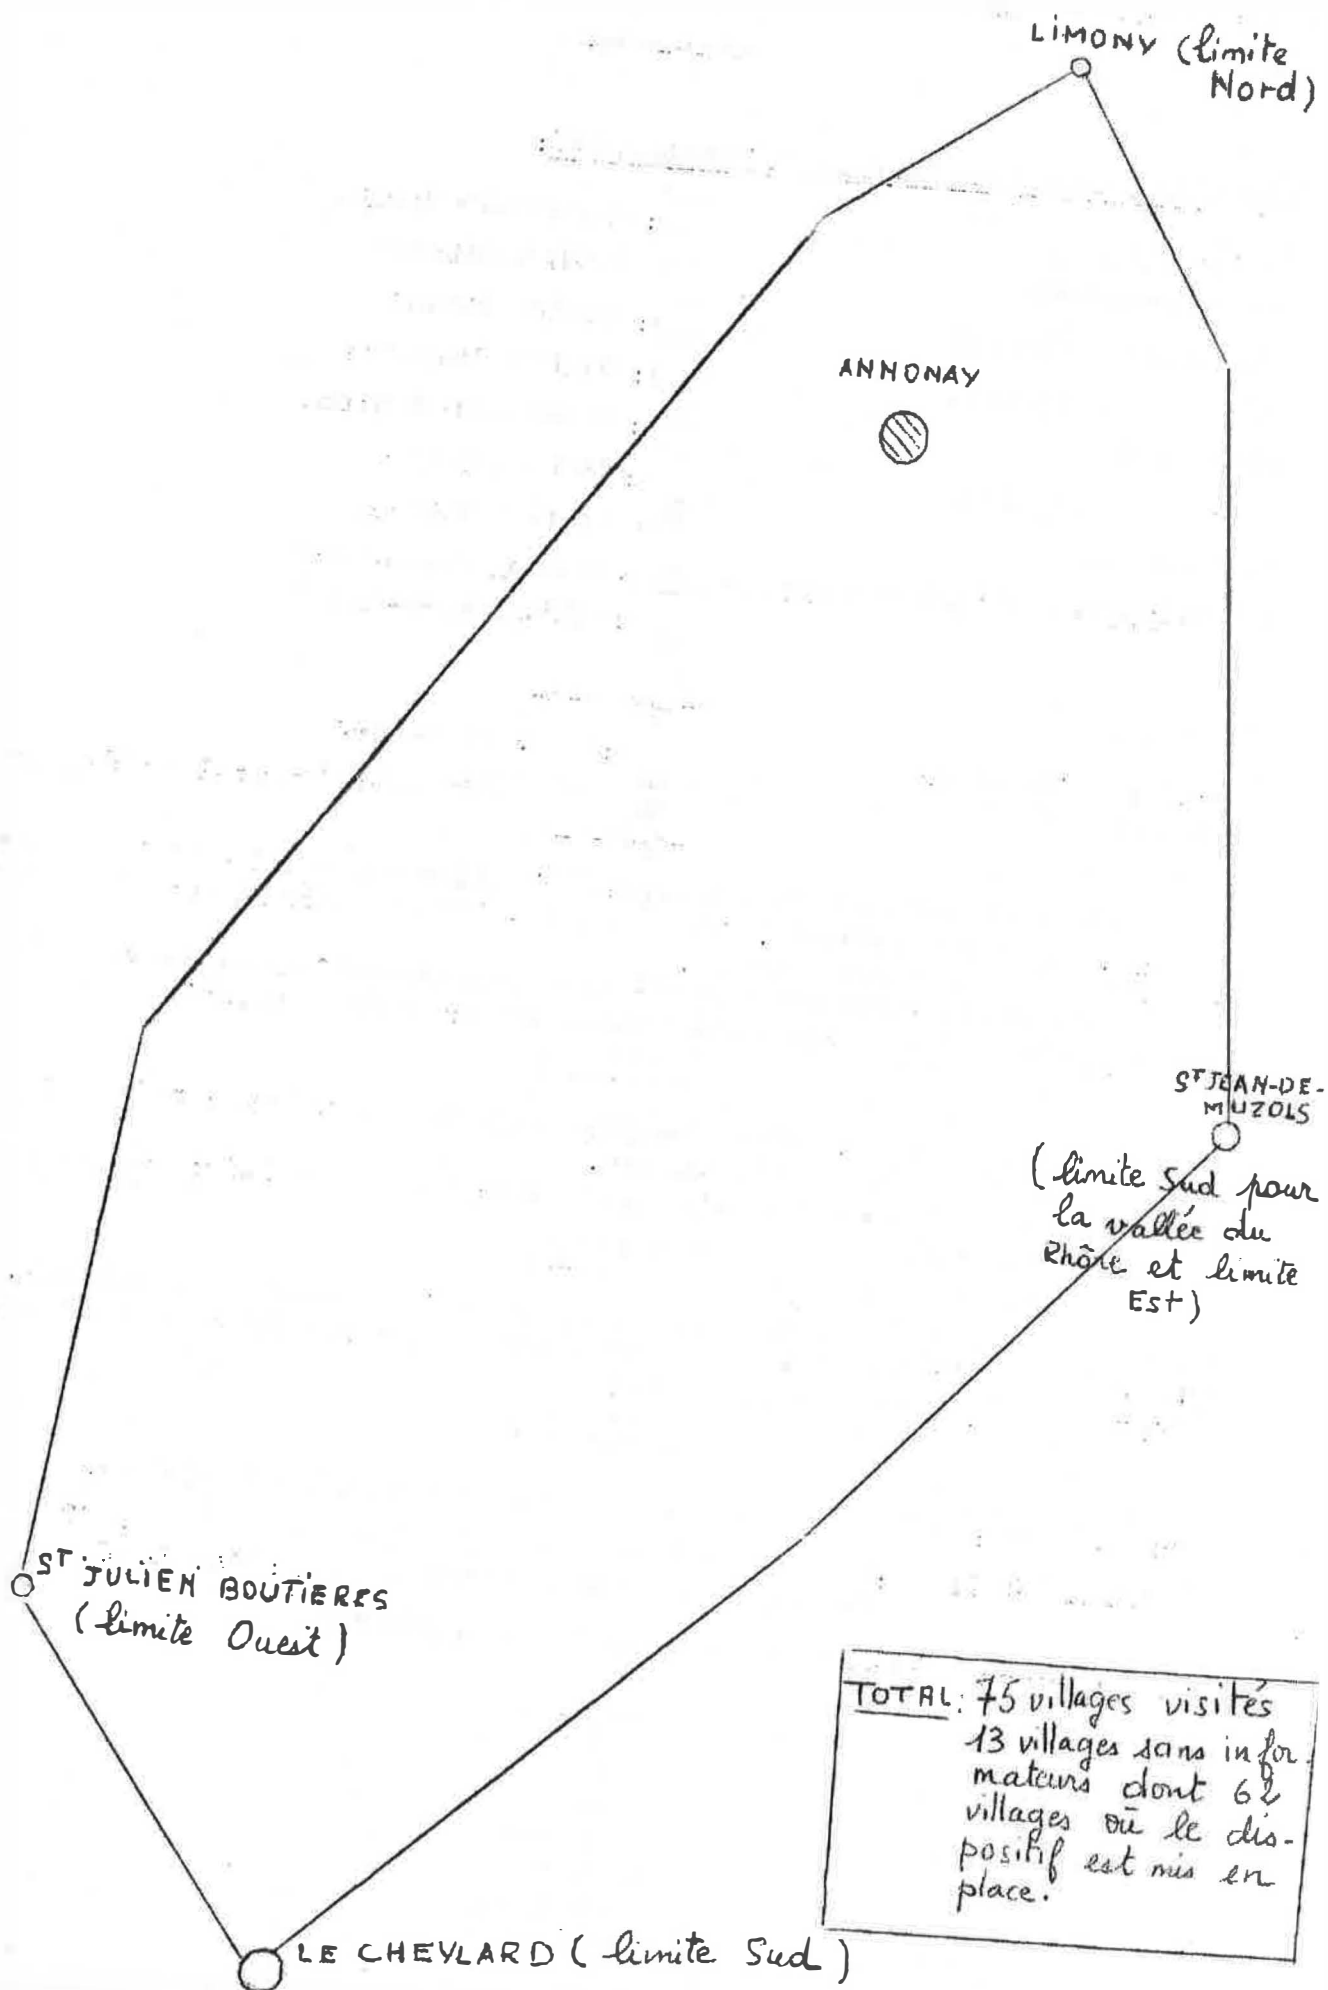 LIMONY (limite
Nord)
ANNONAY
ST JEAN-DE-
MUZOLS
(limite Sud pour
la vallée du
Rhône et limite
Est)
ST JULIEN BOUTIERES
(limite Ouest)
TOTAL: 75 villages visités
13 villages sans infor-
mateurs dont 62
villages où le dis-
positif est mis en
place.
LE CHEYLARD (limite Sud)